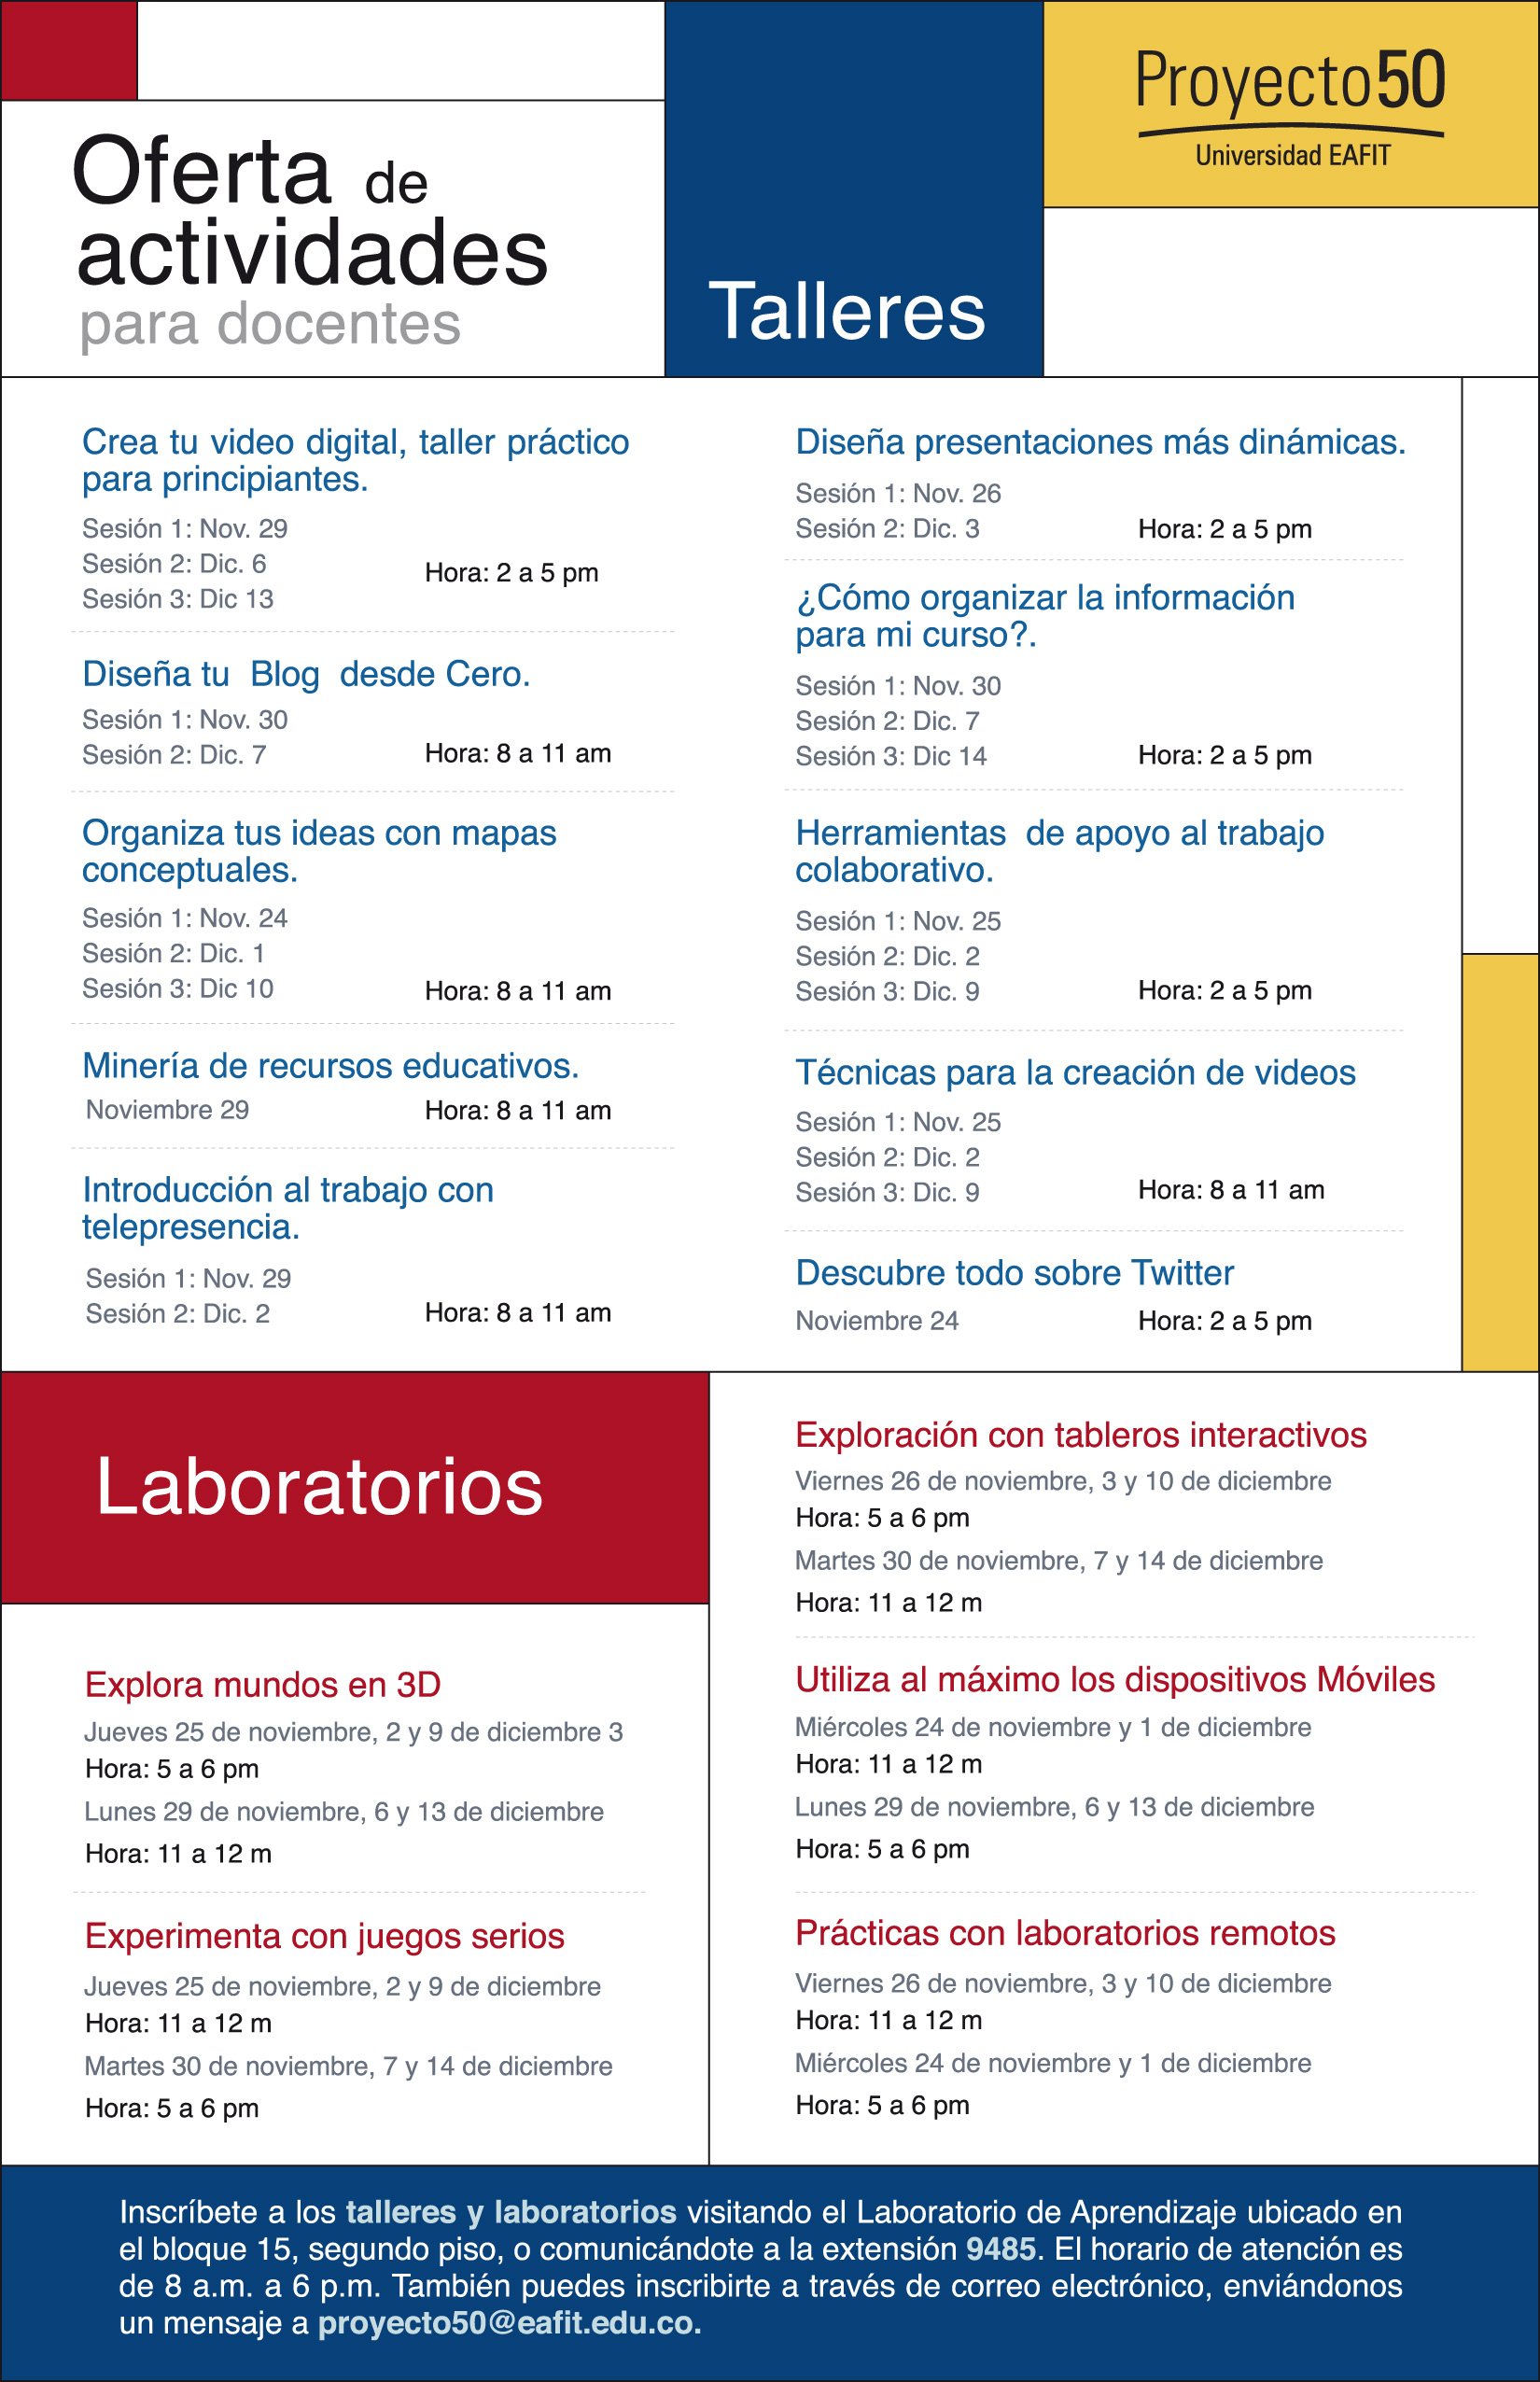 Proyecto50
Universidad EAFIT
Oferta de
actividades
para docentes
Talleres
Crea tu video digital, taller práctico
para principiantes.
Sesión 1: Nov. 29
Sesión 2: Dic. 6
Sesión 3: Dic 13
Hora: 2 a 5 pm
Diseña tu Blog desde Cero.
Sesión 1: Nov. 30
Sesión 2: Dic. 7
Hora: 8 a 11 am
Organiza tus ideas con mapas
conceptuales.
Sesión 1: Nov. 24
Sesión 2: Dic. 1
Sesión 3: Dic 10
Hora: 8 a 11 am
Minería de recursos educativos.
Noviembre 29
Hora: 8 a 11 am
Introducción al trabajo con
telepresencia.
Sesión 1: Nov. 29
Sesión 2: Dic. 2
Hora: 8 a 11 am
Diseña presentaciones más dinámicas.
Sesión 1: Nov. 26
Sesión 2: Dic. 3
Hora: 2 a 5 pm
¿Cómo organizar la información
para mi curso?.
Sesión 1: Nov. 30
Sesión 2: Dic. 7
Sesión 3: Dic 14
Hora: 2 a 5 pm
Herramientas de apoyo al trabajo
colaborativo.
Sesión 1: Nov. 25
Sesión 2: Dic. 2
Sesión 3: Dic. 9
Hora: 2 a 5 pm
Técnicas para la creación de videos
Sesión 1: Nov. 25
Sesión 2: Dic. 2
Sesión 3: Dic. 9
Hora: 8 a 11 am
Descubre todo sobre Twitter
Noviembre 24
Hora: 2 a 5 pm
Laboratorios
Explora mundos en 3D
Jueves 25 de noviembre, 2 y 9 de diciembre 3
Hora: 5 a 6 pm
Lunes 29 de noviembre, 6 y 13 de diciembre
Hora: 11 a 12 m
Experimenta con juegos serios
Jueves 25 de noviembre, 2 y 9 de diciembre
Hora: 11 a 12 m
Martes 30 de noviembre, 7 y 14 de diciembre
Hora: 5 a 6 pm
Exploración con tableros interactivos
Viernes 26 de noviembre, 3 y 10 de diciembre
Hora: 5 a 6 pm
Martes 30 de noviembre, 7 y 14 de diciembre
Hora: 11 a 12 m
Utiliza al máximo los dispositivos Móviles
Miércoles 24 de noviembre y 1 de diciembre
Hora: 11 a 12 m
Lunes 29 de noviembre, 6 y 13 de diciembre
Hora: 5 a 6 pm
Prácticas con laboratorios remotos
Viernes 26 de noviembre, 3 y 10 de diciembre
Hora: 11 a 12 m
Miércoles 24 de noviembre y 1 de diciembre
Hora: 5 a 6 pm
Inscríbete a los talleres y laboratorios visitando el Laboratorio de Aprendizaje ubicado en
el bloque 15, segundo piso, o comunicándote a la extensión 9485. El horario de atención es
de 8 a.m. a 6 p.m. También puedes inscribirte a través de correo electrónico, enviándonos
un mensaje a proyecto50@eafit.edu.co.